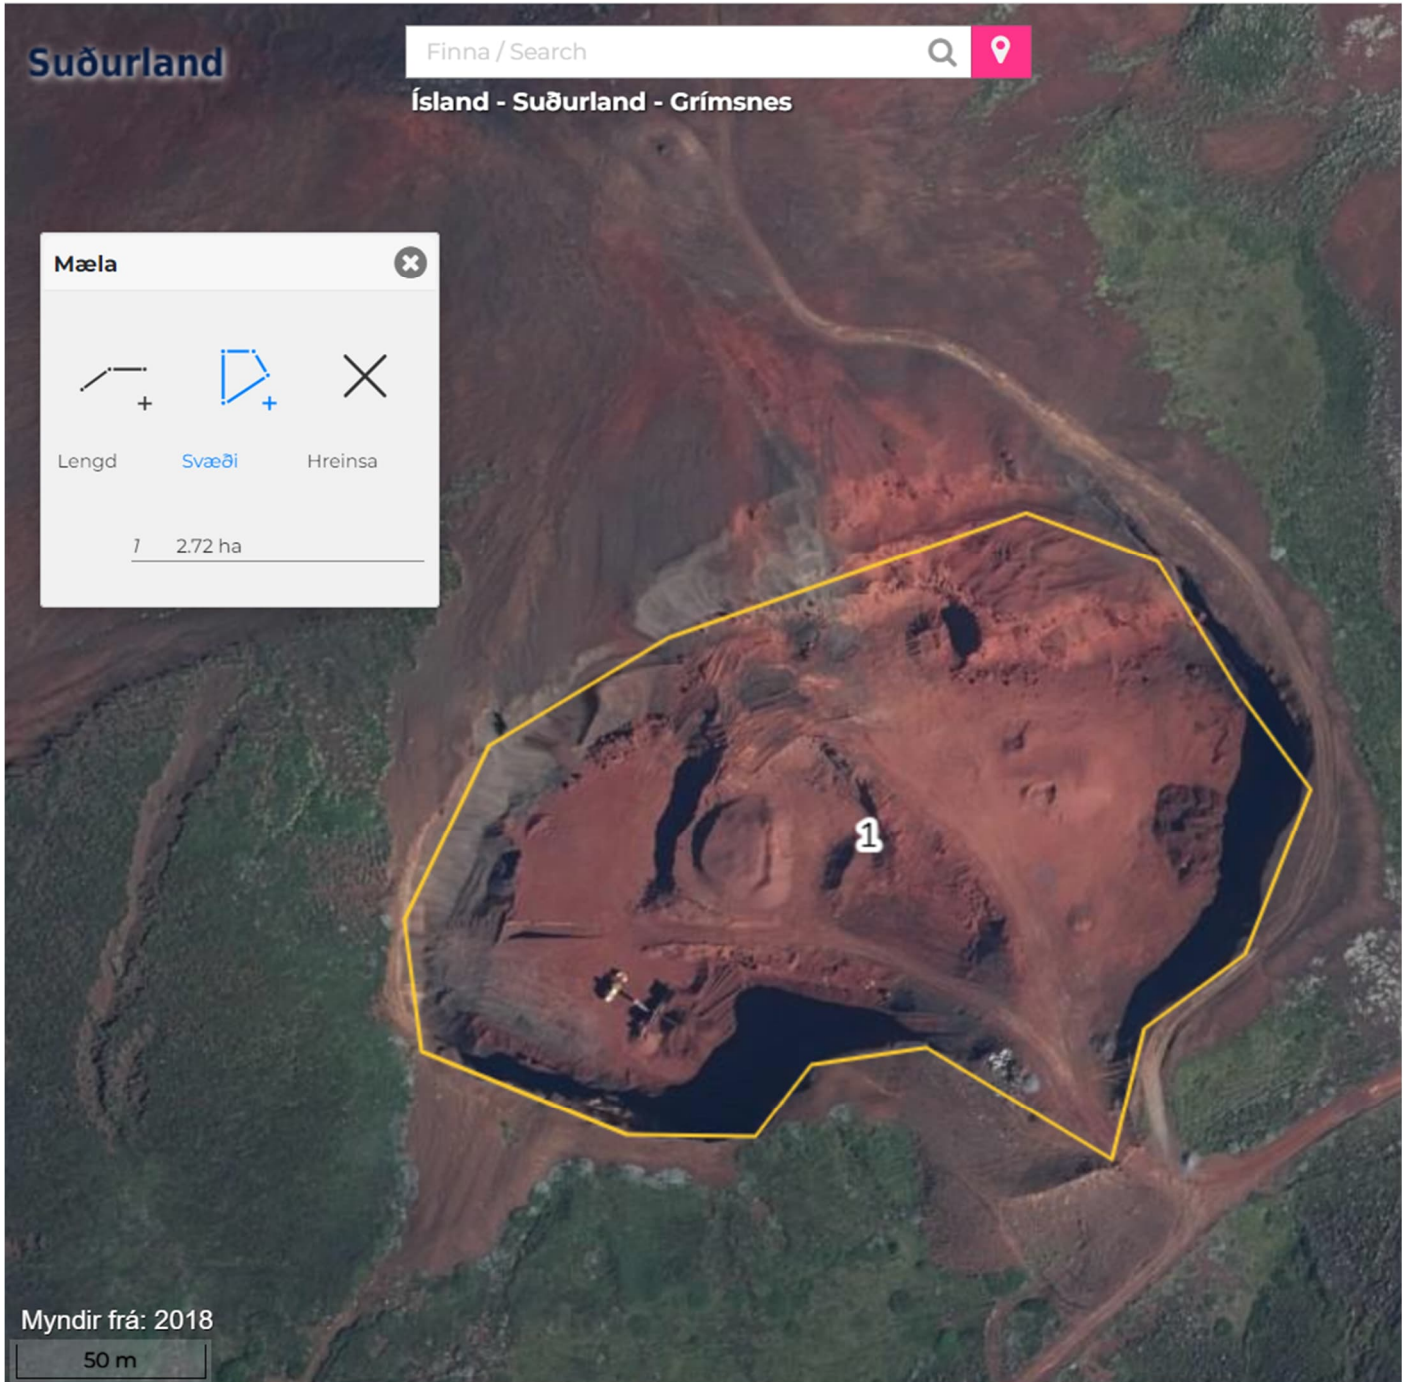 Suðurland
Finna / Search
Ísland - Suðurland - Grímsnes
Mæla
Lengd
Svæði
Hreinsa
1 2.72 ha
1
Myndir frá: 2018
50 m